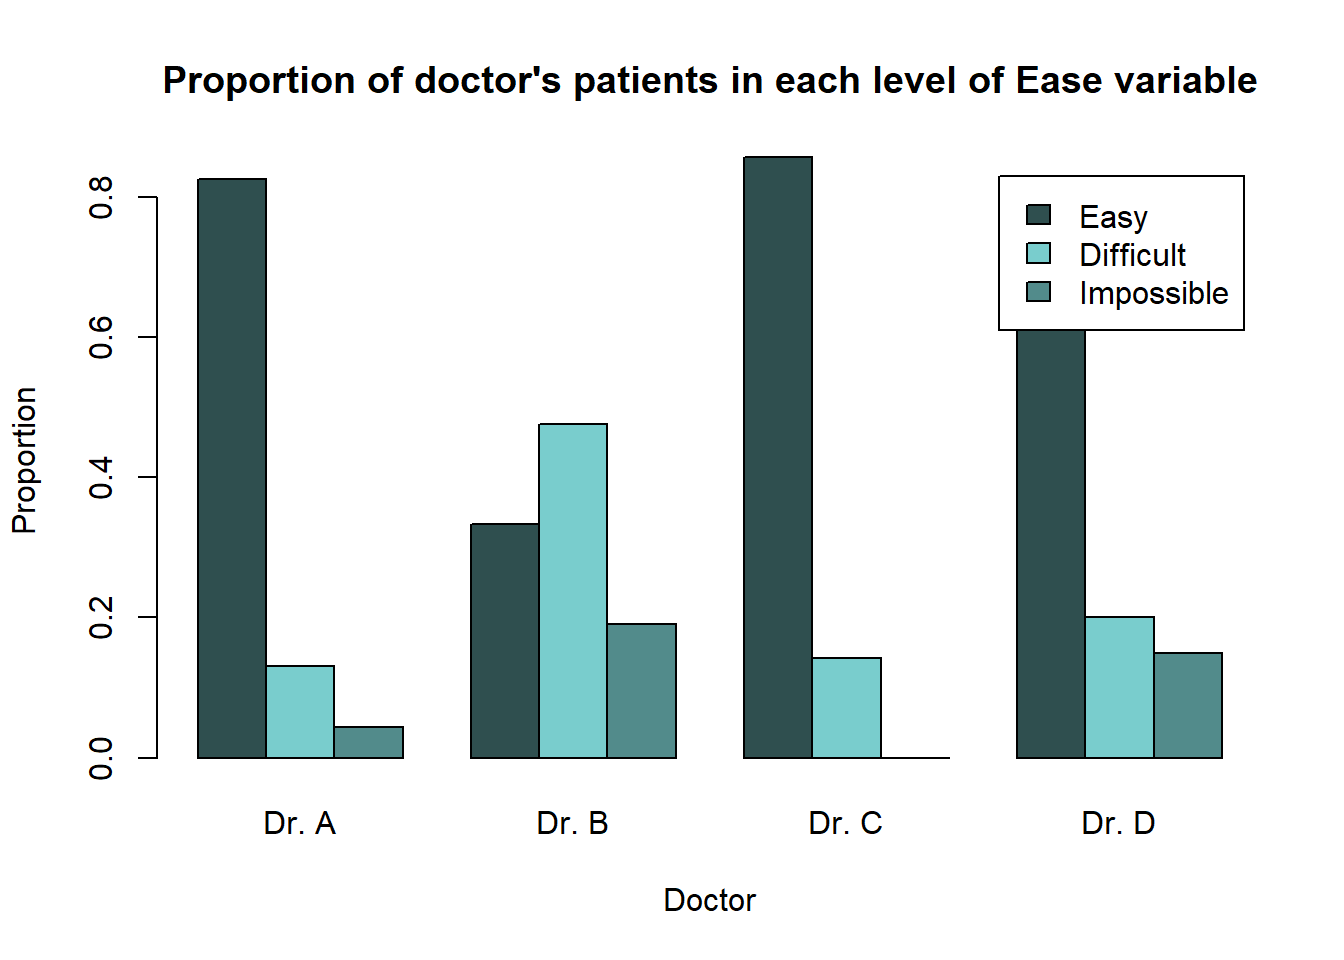 Proportion of doctor's patients in each level of Ease variable
Easy
Difficult
Impossible
Proportion
0.8
0.6
0.4
0.2
0.0
Dr. A
Dr. B
Dr. C
Dr. D
Doctor